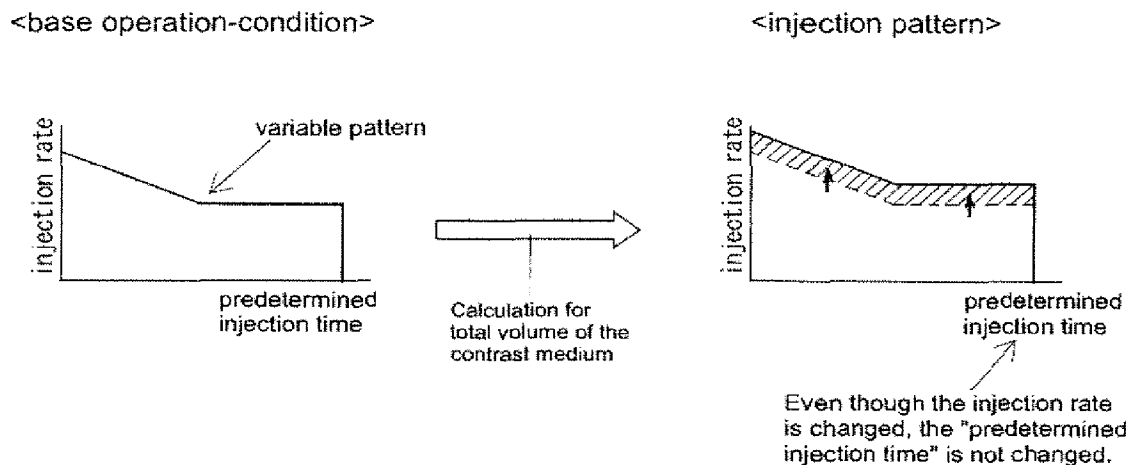 <base operation-condition>
<injection pattern>
injection rate
variable pattern
predetermined
injection time
Calculation for
total volume of the
contrast medium
injection rate
predetermined
injection time
Even though the injection rate
is changed, the "predetermined
injection time" is not changed.